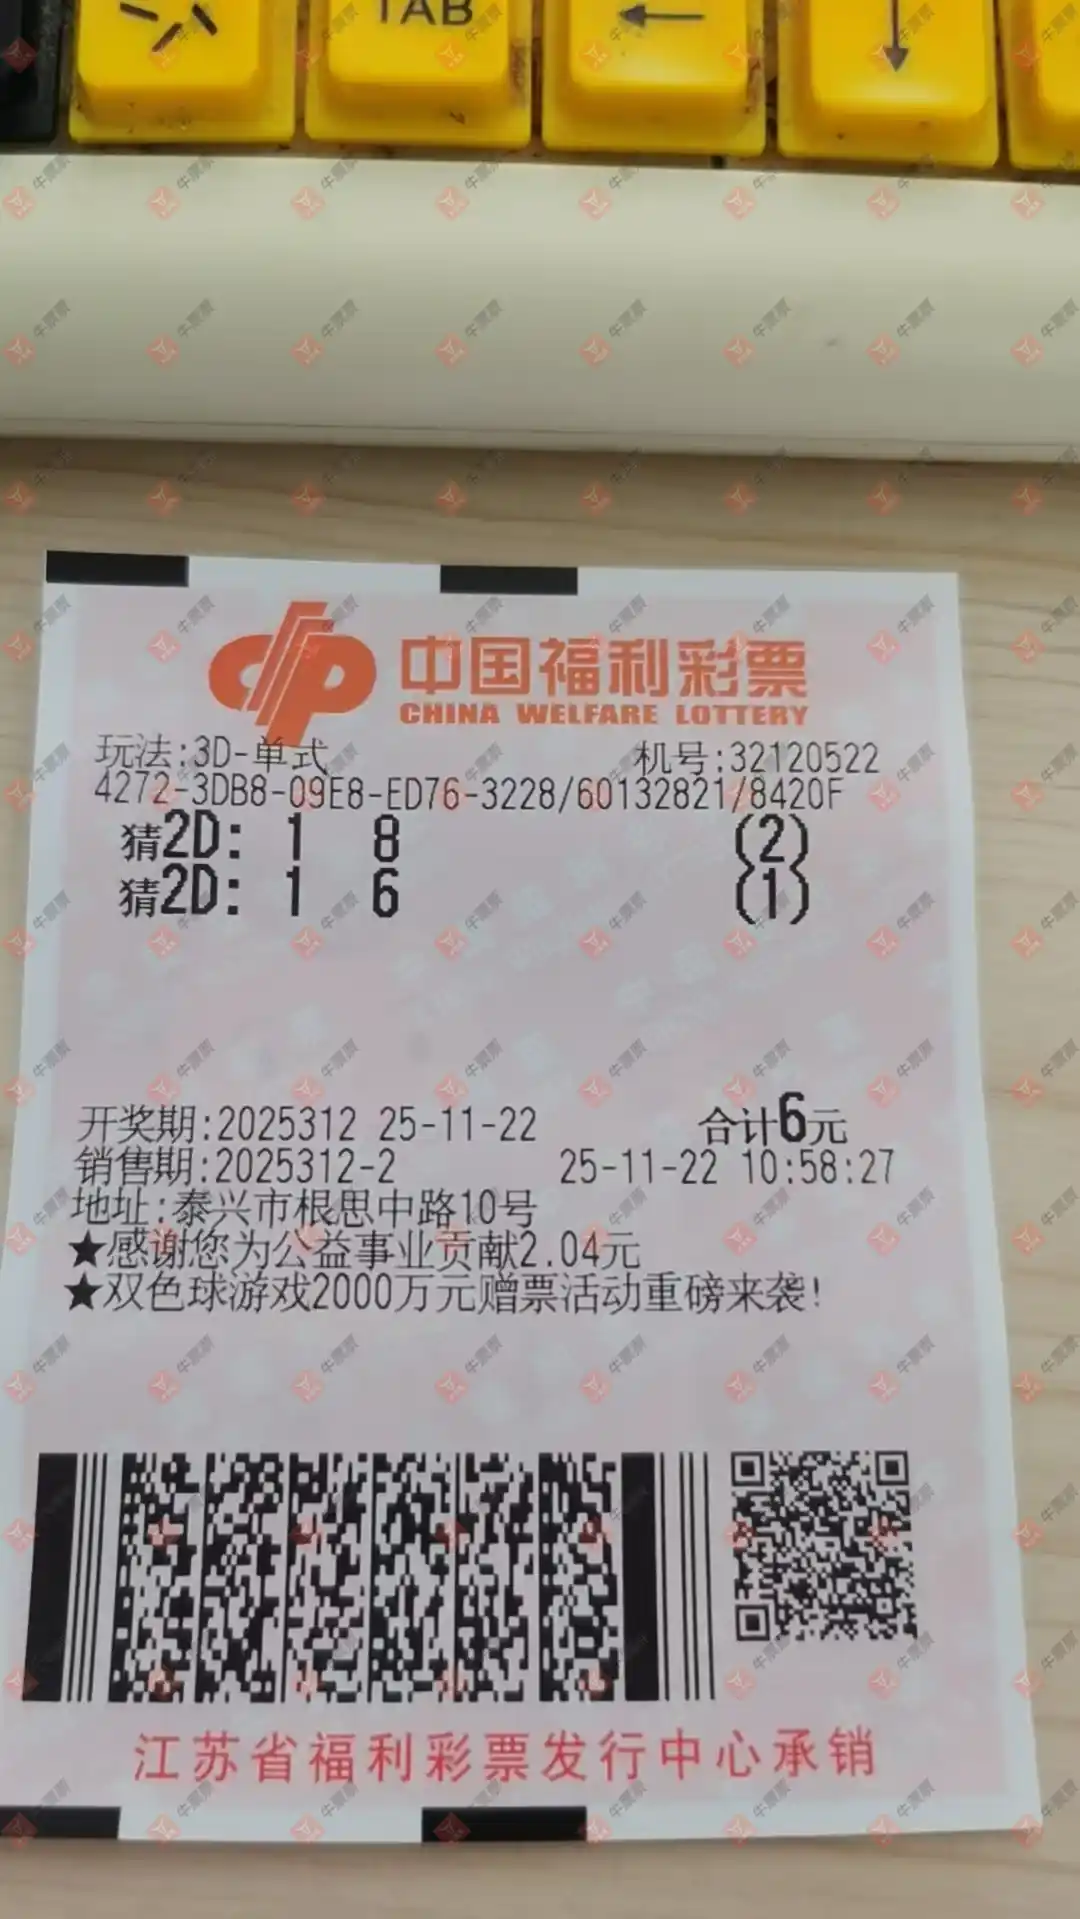 TAB
中国福利彩票
CHINA WELFARE LOTTERY
玩法:3D-单式 机号:32120522
4272-3DB8-09E8-ED76-3228/60132821/8420F
猜2D: 1 8 (2)
猜2D: 1 6 (1)
开奖期:2025312 25-11-22 合计6元
销售期:2025312-2 25-11-22 10:58:27
地址:泰兴市根思中路10号
★感谢您为公益事业贡献2.04元
★双色球游戏2000万元赠票活动重磅来袭!
江苏省福利彩票发行中心承销
牛票票